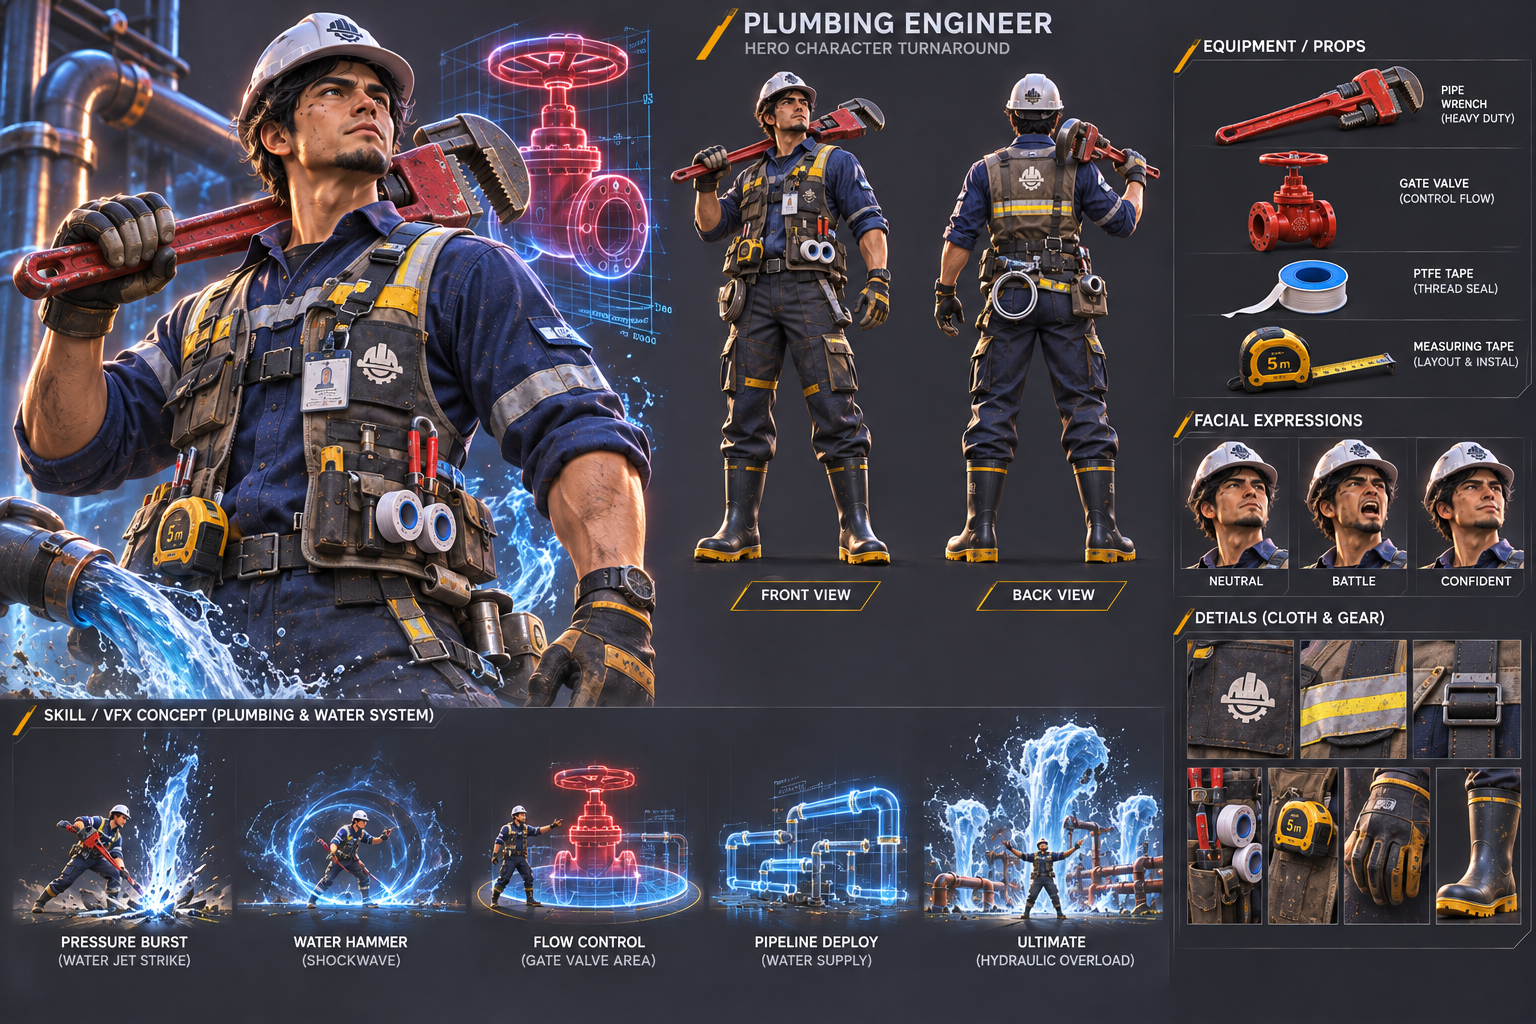 PLUMBING ENGINEER
HERO CHARACTER TURNAROUND
5m
FRONT VIEW
BACK VIEW
EQUIPMENT / PROPS
PIPE
WRENCH
(HEAVY DUTY)
GATE VALVE
(CONTROL FLOW)
PTFE TAPE
(THREAD SEAL)
5m
MEASURING TAPE
(LAYOUT & INSTAL)
FACIAL EXPRESSIONS
NEUTRAL
BATTLE
CONFIDENT
DETIALS (CLOTH & GEAR)
5m
SKILL / VFX CONCEPT (PLUMBING & WATER SYSTEM)
PRESSURE BURST
(WATER JET STRIKE)
WATER HAMMER
(SHOCKWAVE)
FLOW CONTROL
(GATE VALVE AREA)
PIPELINE DEPLOY
(WATER SUPPLY)
ULTIMATE
(HYDRAULIC OVERLOAD)